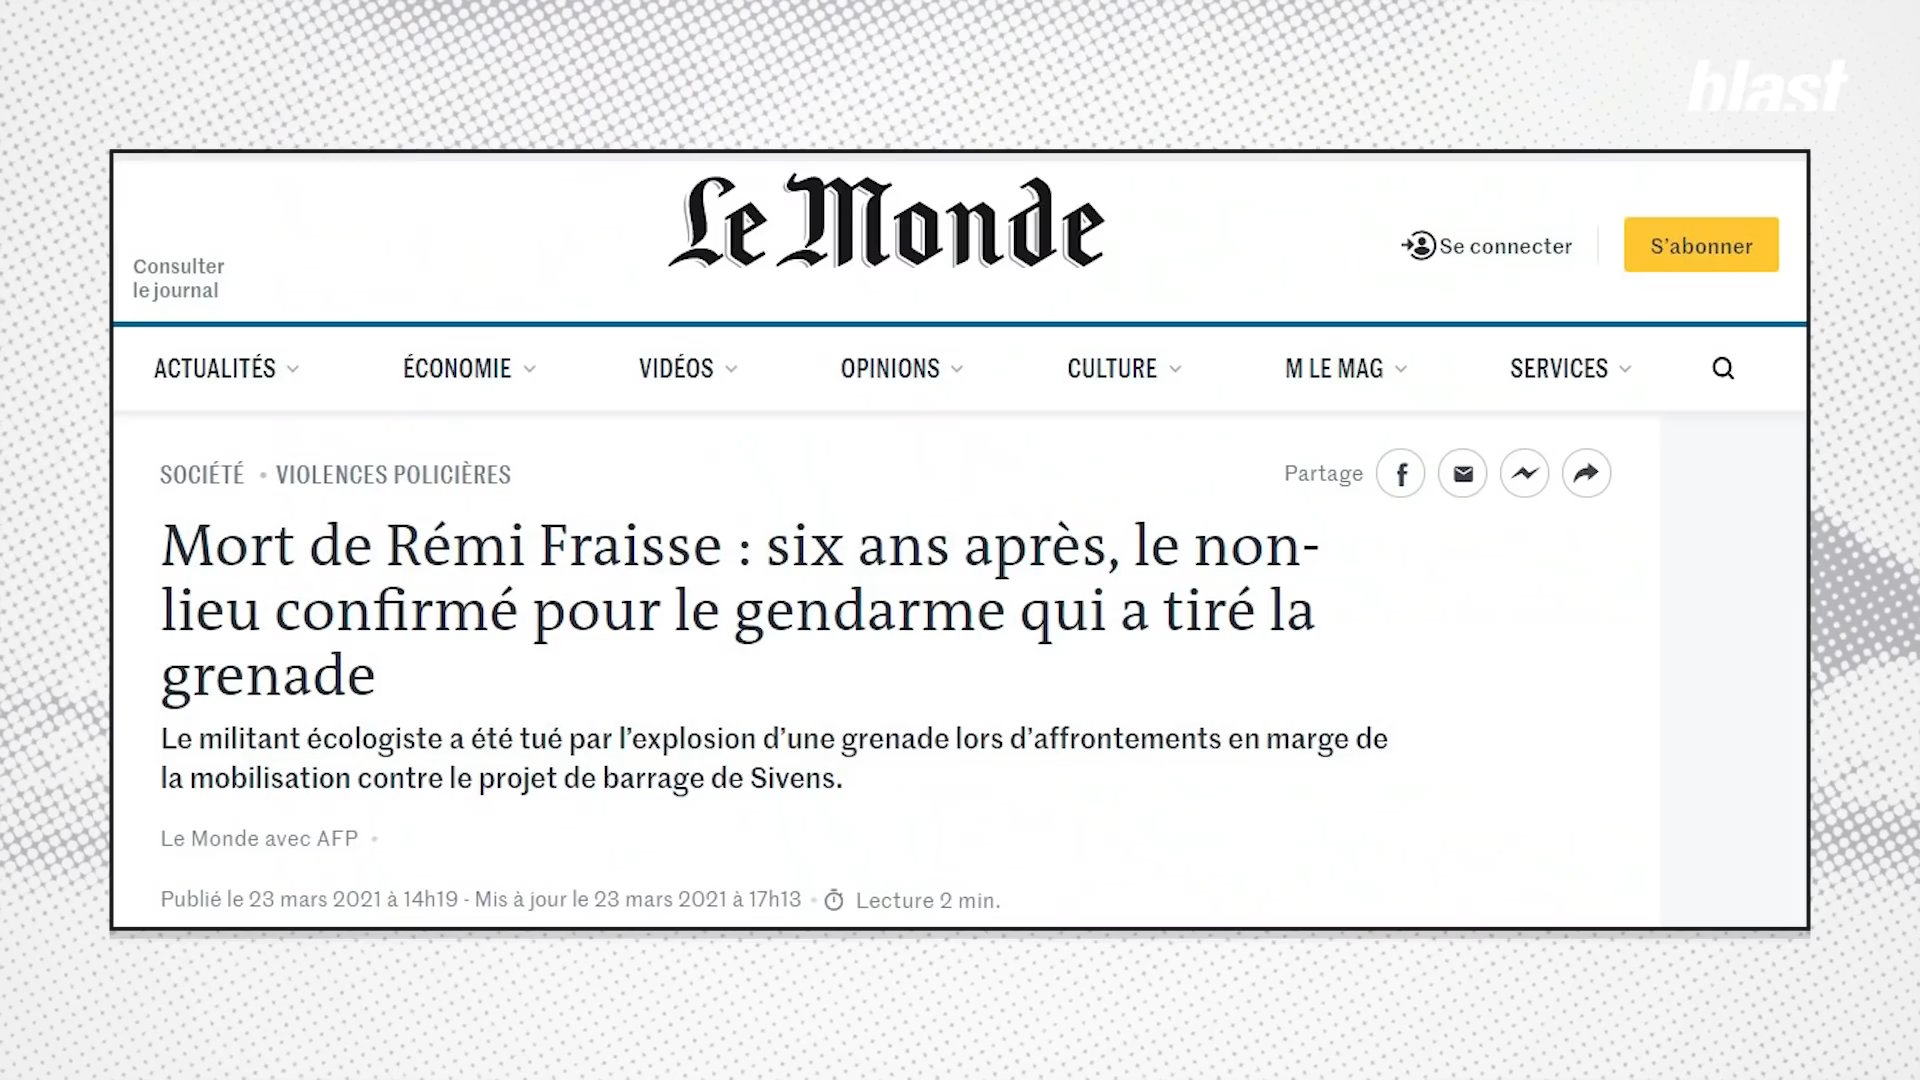 blast
Le Monde
Consulter
le journal
Se connecter
S'abonner
ACTUALITÉS
ÉCONOMIE
VIDÉOS
OPINIONS
CULTURE
M LE MAG
SERVICES
SOCIÉTÉ • VIOLENCES POLICIÈRES
Partage
Mort de Rémi Fraisse : six ans après, le non-
lieu confirmé pour le gendarme qui a tiré la
grenade
Le militant écologiste a été tué par l’explosion d’une grenade lors d’affrontements en marge de
la mobilisation contre le projet de barrage de Sivens.
Le Monde avec AFP •
Publié le 23 mars 2021 à 14h19 - Mis à jour le 23 mars 2021 à 17h13 • Lecture 2 min.